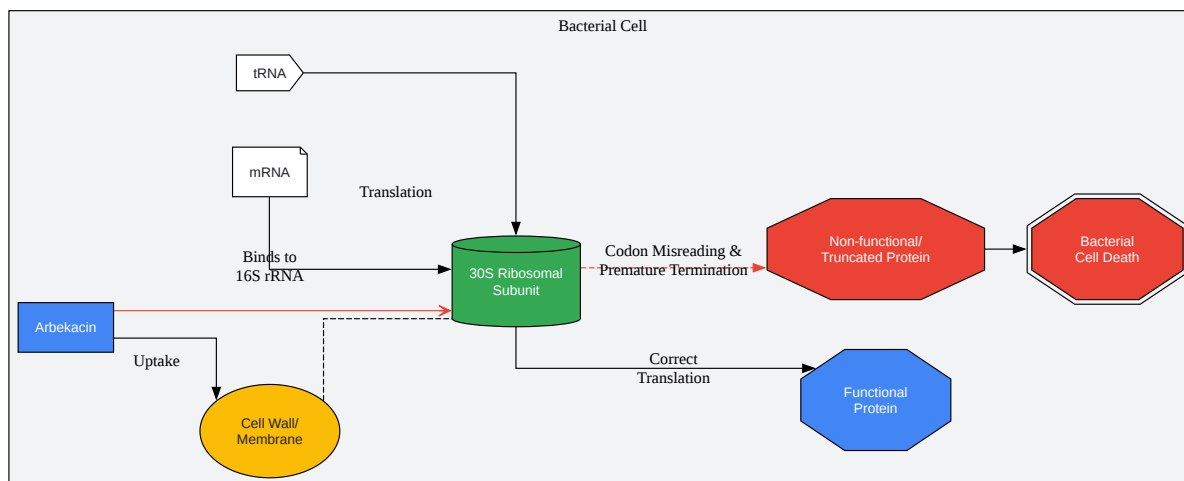 Bacterial Cell
tRNA
mRNA
Translation
Binds to
16S rRNA
30S Ribosomal
Subunit
Codon Misreading &
Premature Termination
Non-functional/
Truncated Protein
Bacterial
Cell Death
Arbekacin
Uptake
Cell Wall/
Membrane
Correct
Translation
Functional
Protein